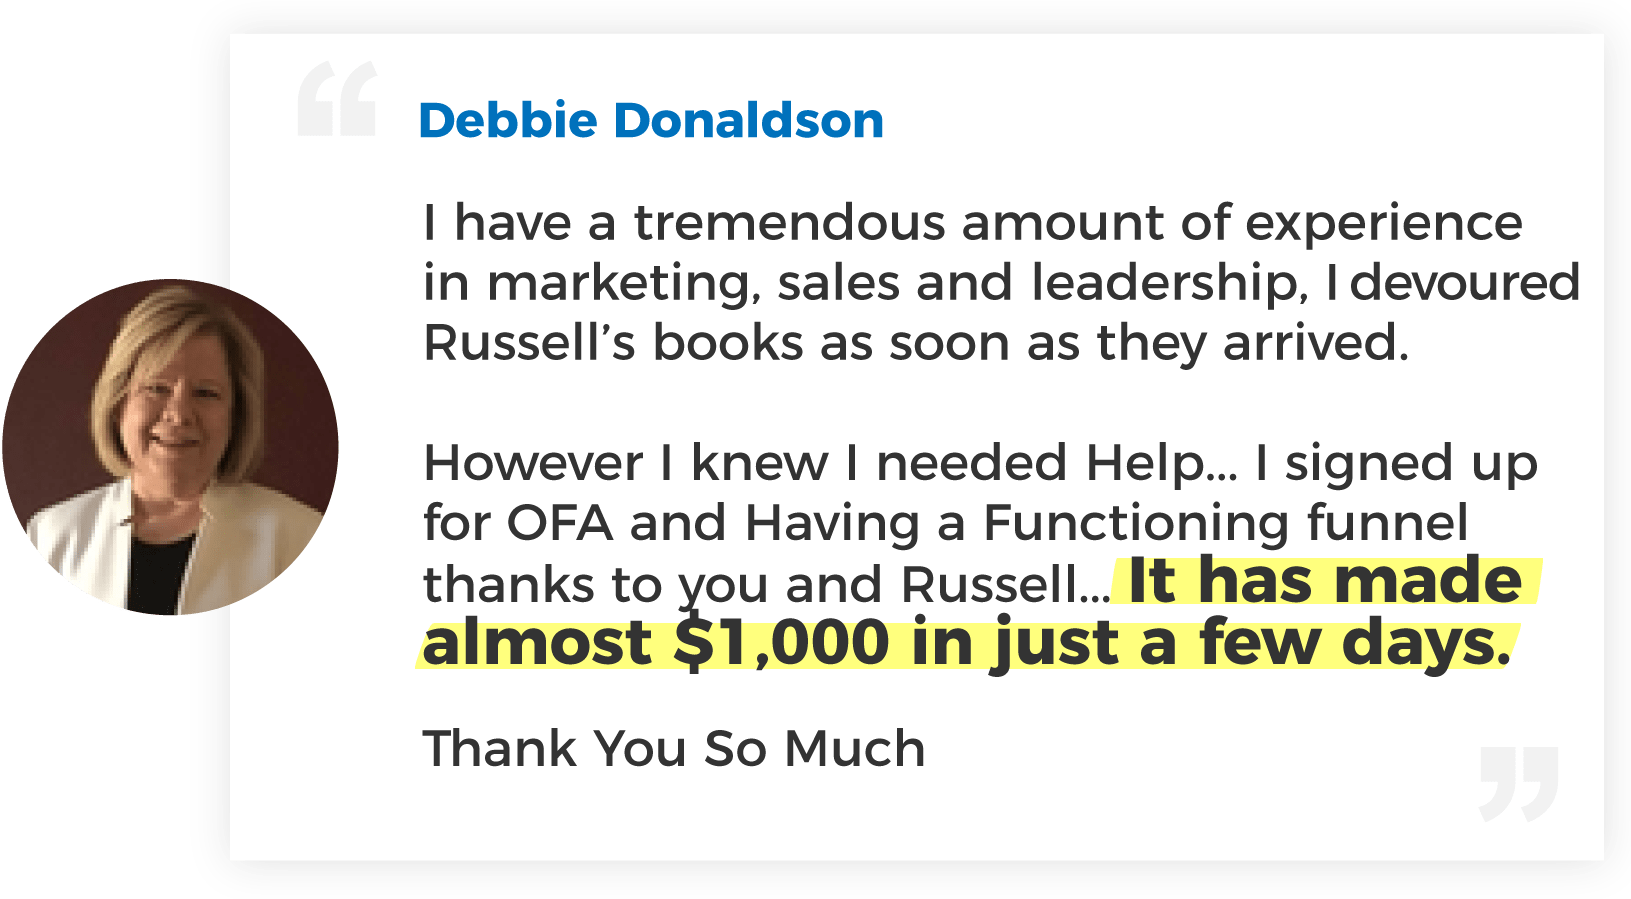 Debbie Donaldson
I have a tremendous amount of experience
in marketing, sales and leadership, I devoured
Russell’s books as soon as they arrived.
However I knew I needed Help... I signed up
for OFA and Having a Functioning funnel
thanks to you and Russell... It has made
almost $1,000 in just a few days.
Thank You So Much